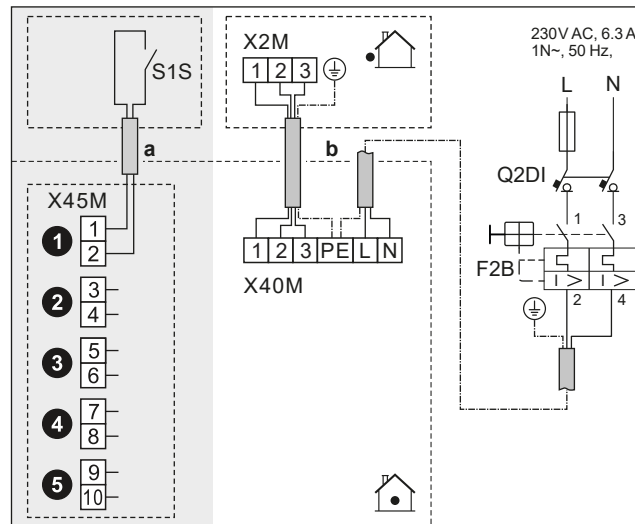 230V AC, 6.3 A
1N~, 50 Hz,
L N
S1S
X2M
1 2 3
a
b
Q2DI
1 3
F2B
I > I >
2 4
X45M
1
1
2
2
3
4
3
5
6
4
7
8
5
9
10
1 2 3 PE L N
X40M